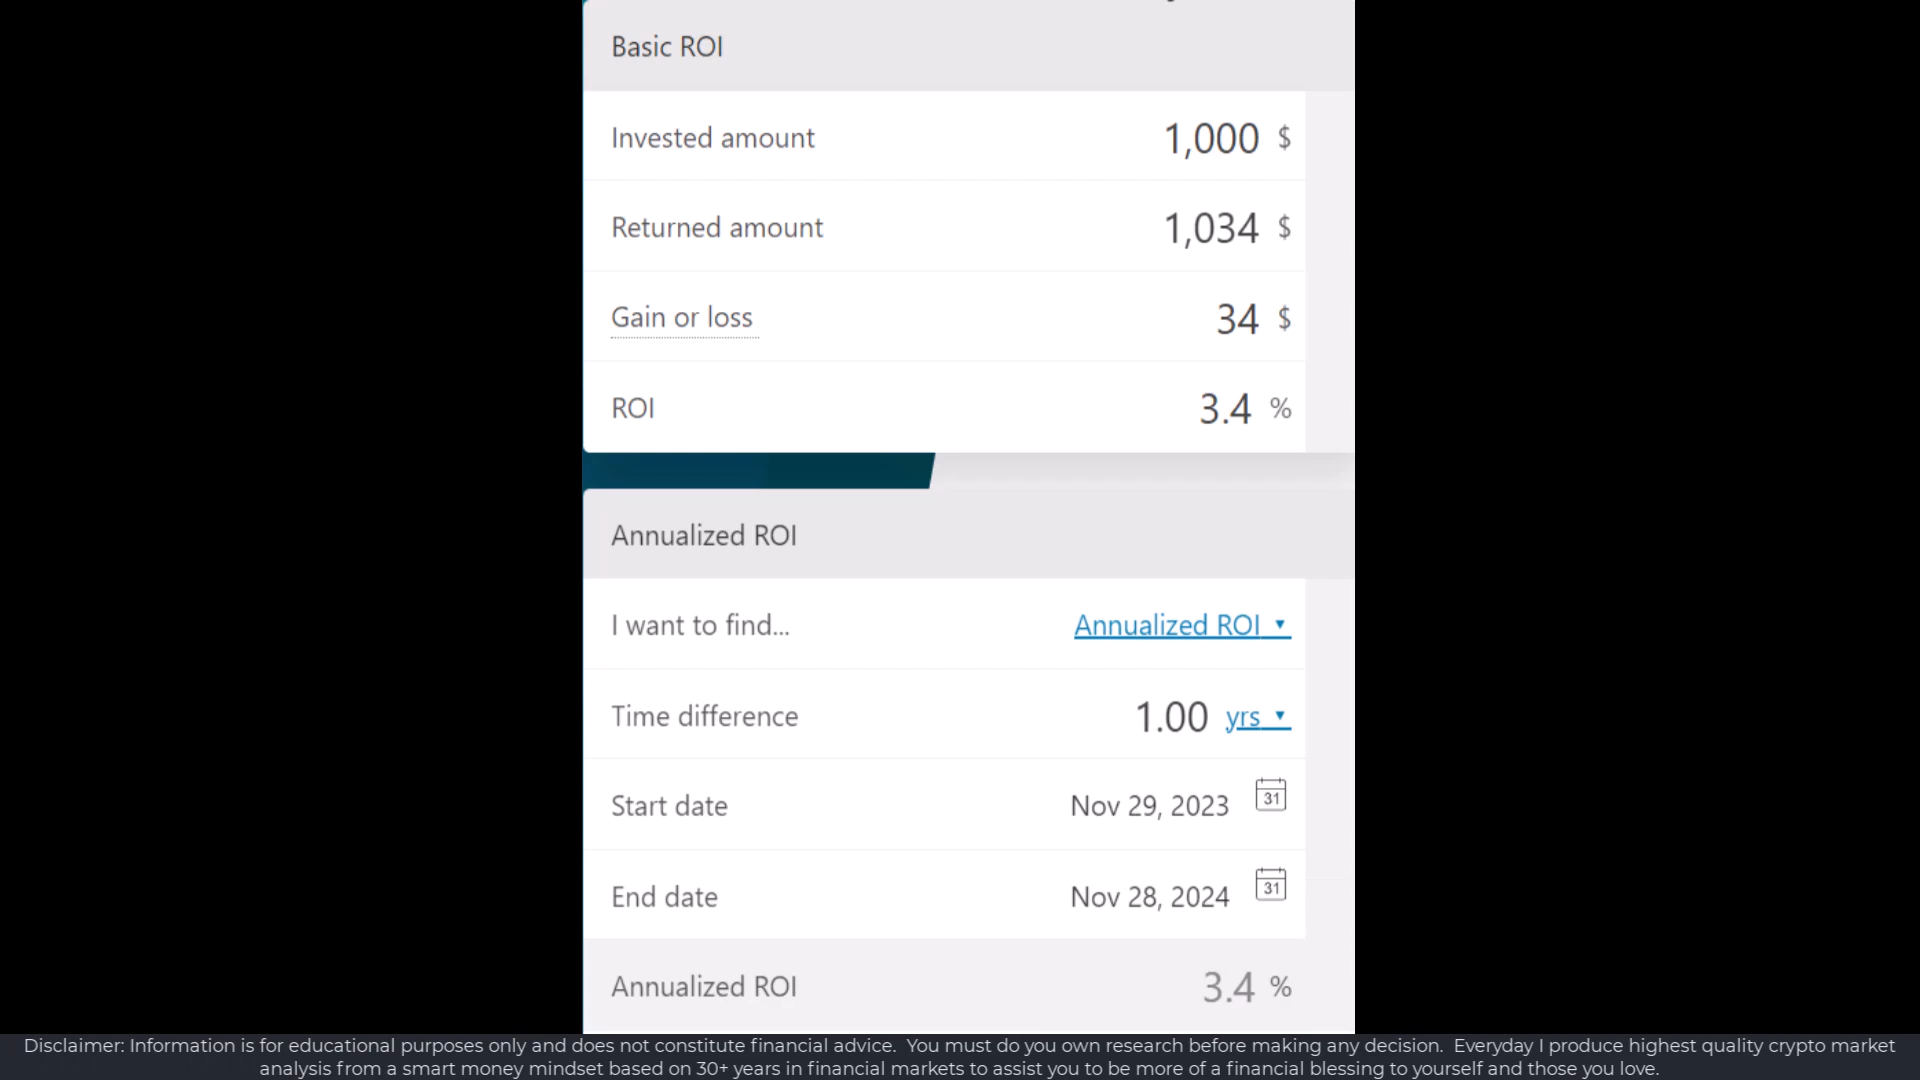 Basic ROI
Invested amount 1,000 $
Returned amount 1,034 $
Gain or loss 34 $
ROI 3.4 %
Annualized ROI
I want to find... Annualized ROI
Time difference 1.00 yrs
Start date Nov 29, 2023 31
End date Nov 28, 2024 31
Annualized ROI 3.4 %
Disclaimer: Information is for educational purposes only and does not constitute financial advice. You must do you own research before making any decision. Everyday I produce highest quality crypto market
analysis from a smart money mindset based on 30+ years in financial markets to assist you to be more of a financial blessing to yourself and those you love.